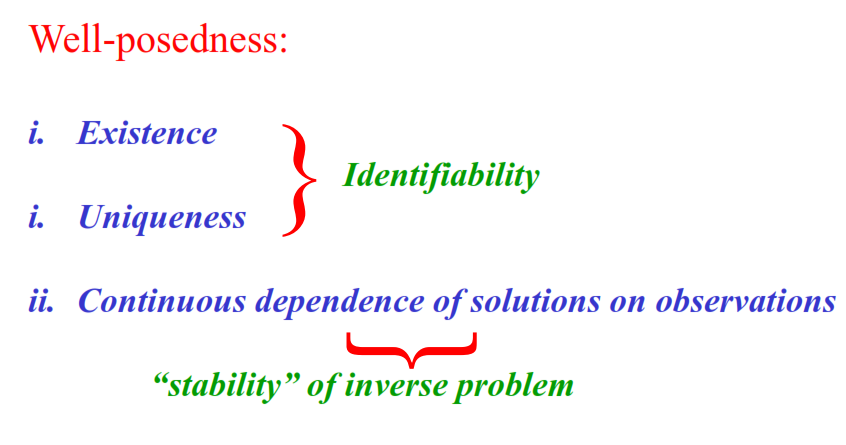 Well-posedness:
i. Existence
Identifiability
i. Uniqueness
ii. Continuous dependence of solutions on observations
“stability” of inverse problem